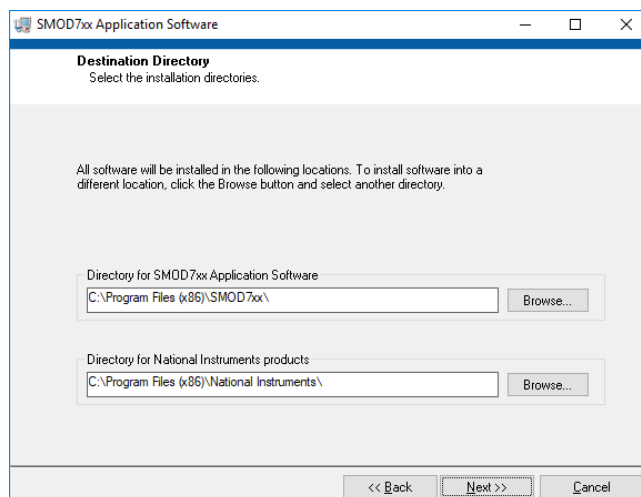 SMOD7xx Application Software
Destination Directory
Select the installation directories.
All software will be installed in the following locations. To install software into a
different location, click the Browse button and select another directory.
Directory for SMOD7xx Application Software
C:\Program Files (x86)\SMOD7xx\
Browse...
Directory for National Instruments products
C:\Program Files (x86)\National Instruments\
Browse...
<< Back
Next >>
Cancel